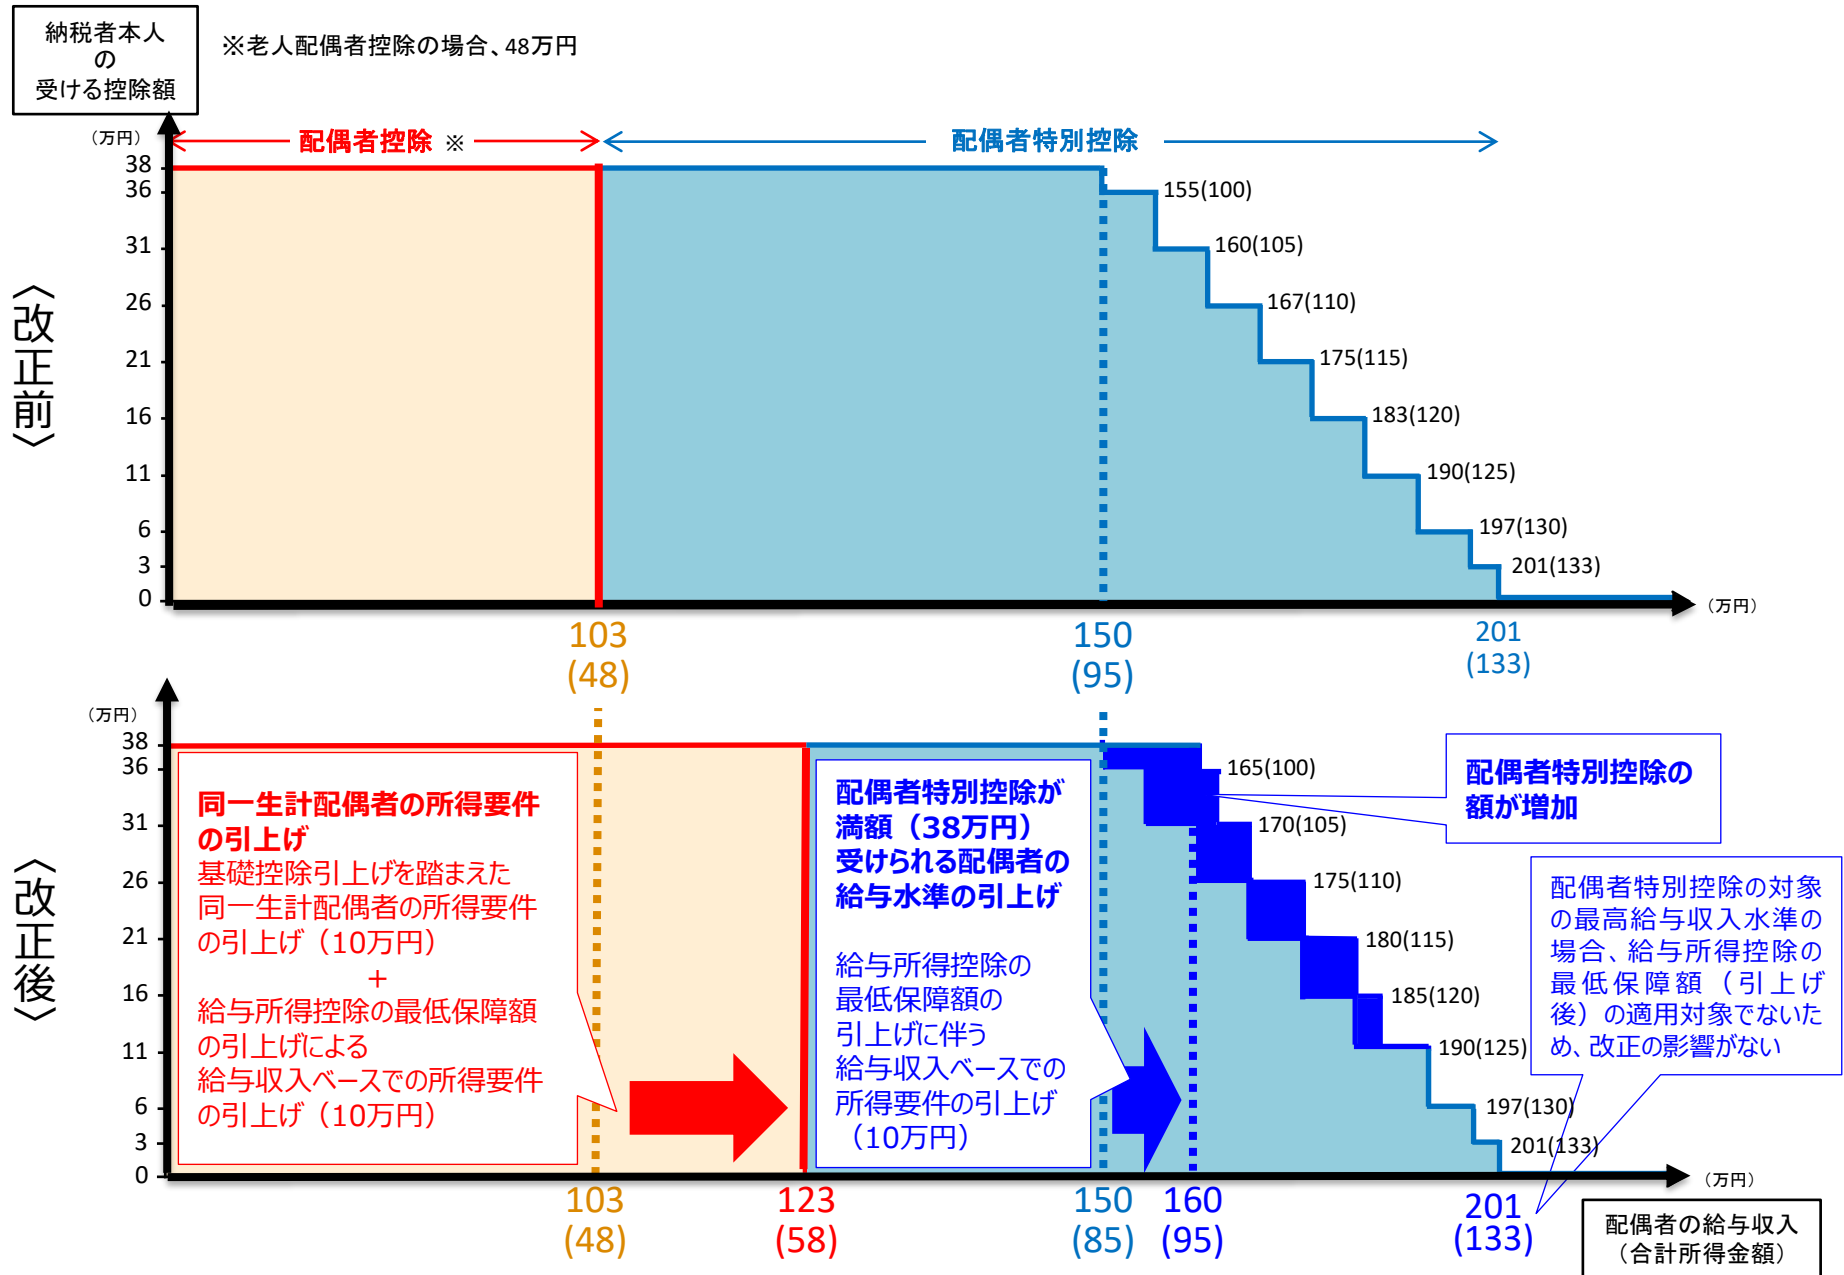 納税者本人
の
受ける控除額
※老人配偶者控除の場合、48万円
〈改正前〉
（万円）
配偶者控除 ※
配偶者特別控除
38
36
31
26
21
16
11
6
3
0
155(100)
160(105)
167(110)
175(115)
183(120)
190(125)
197(130)
201(133)
（万円）
103
(48)
150
(95)
201
(133)
〈改正後〉
（万円）
38
36
31
26
21
16
11
6
3
0
同一生計配偶者の所得要件
の引上げ
基礎控除引上げを踏まえた
同一生計配偶者の所得要件
の引上げ（10万円）
＋
給与所得控除の最低保障額
の引上げによる
給与収入ベースでの所得要件
の引上げ（10万円）
配偶者特別控除が
満額（38万円）
受けられる配偶者の
給与水準の引上げ
給与所得控除の
最低保障額の
引上げに伴う
給与収入ベースでの
所得要件の引上げ
（10万円）
配偶者特別控除の
額が増加
配偶者特別控除の対象
の最高給与収入水準の
場合、給与所得控除の
最低保障額（引上げ
後）の適用対象でないた
め、改正の影響がない
165(100)
170(105)
175(110)
180(115)
185(120)
190(125)
197(130)
201(133)
（万円）
103
(48)
123
(58)
150
(85)
160
(95)
201
(133)
配偶者の給与収入
（合計所得金額）